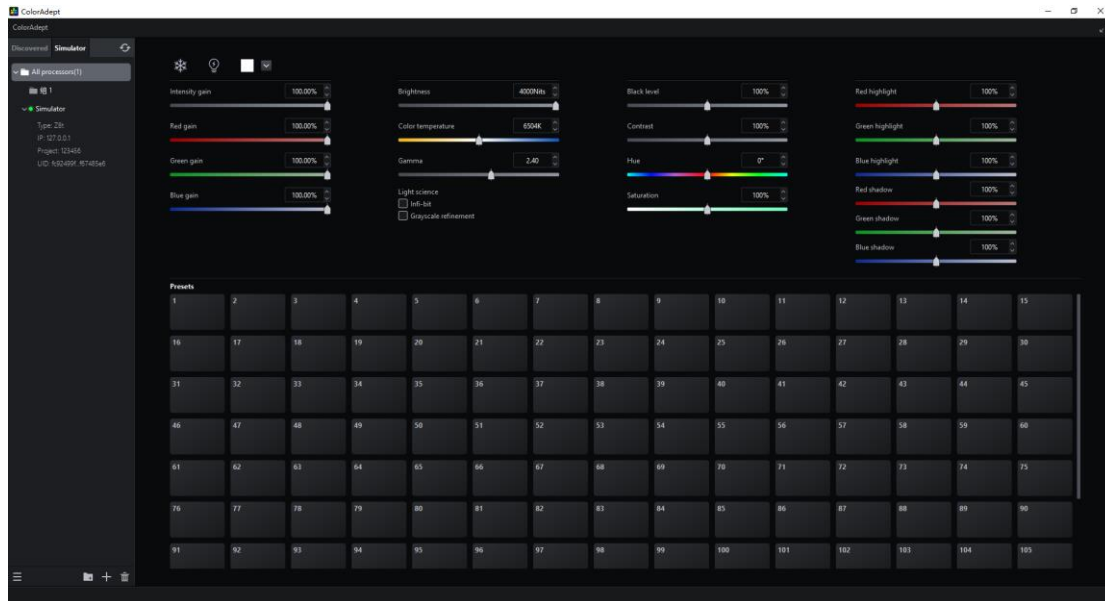 ColorAdept
ColorAdept
Discovered Simulator
All processors(1)
组 1
Simulator
Type: Z8t
IP: 127.0.0.1
Project: 123456
Intensity gain 100.00%
Red gain 100.00%
Green gain 100.00%
Blue gain 100.00%
Brightness 4000Nits
Color temperature 6504K
Gamma 2.40
Light science
Infi-bit
Grayscale refinement
Black level 100%
Contrast 100%
Hue 0°
Saturation 100%
Red highlight 100%
Green highlight 100%
Blue highlight 100%
Red shadow 100%
Green shadow 100%
Blue shadow 100%
Presets
1 2 3 4 5 6 7 8 9 10 11 12 13 14 15
16 17 18 19 20 21 22 23 24 25 26 27 28 29 30
31 32 33 34 35 36 37 38 39 40 41 42 43 44 45
46 47 48 49 50 51 52 53 54 55 56 57 58 59 60
61 62 63 64 65 66 67 68 69 70 71 72 73 74 75
76 77 78 79 80 81 82 83 84 85 86 87 88 89 90
91 92 93 94 95 96 97 98 99 100 101 102 103 104 105